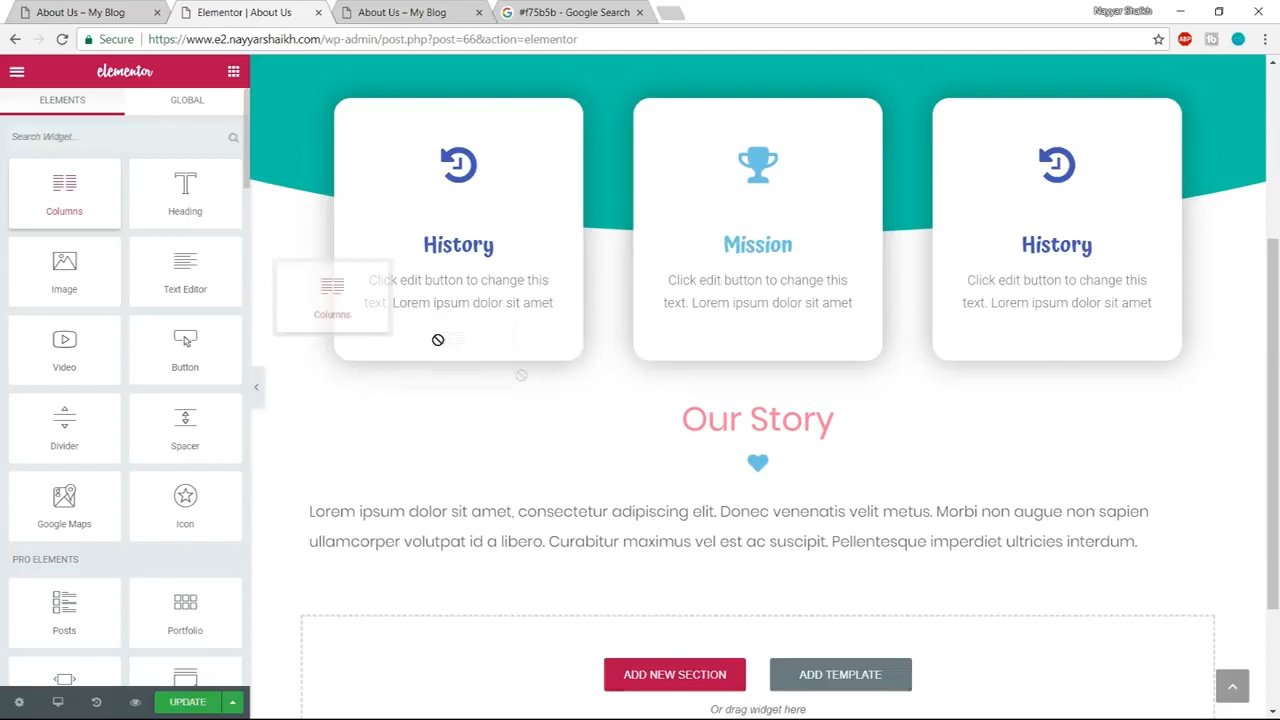 About Us – My Blog
Elementor | About Us
About Us – My Blog
#f75b5b - Google Search
Nayyar Shaikh
Secure
https://www.e2.nayyarshaikh.com/wp-admin/post.php?post=66&action=elementor
ABP
tb
elementor
ELEMENTS
GLOBAL
Search Widget...
Columns
Heading
Image
Text Editor
Video
Button
Divider
Spacer
Google Maps
Icon
PRO ELEMENTS
Posts
Portfolio
UPDATE
Columns
History
Click edit button to change this
text. Lorem ipsum dolor sit amet
Mission
Click edit button to change this
text. Lorem ipsum dolor sit amet
History
Click edit button to change this
text. Lorem ipsum dolor sit amet
Our Story
Lorem ipsum dolor sit amet, consectetur adipiscing elit. Donec venenatis velit metus. Morbi non augue non sapien
ullamcorper volutpat id a libero. Curabitur maximus vel est ac suscipit. Pellentesque imperdiet ultricies interdum.
ADD NEW SECTION
ADD TEMPLATE
Or drag widget here